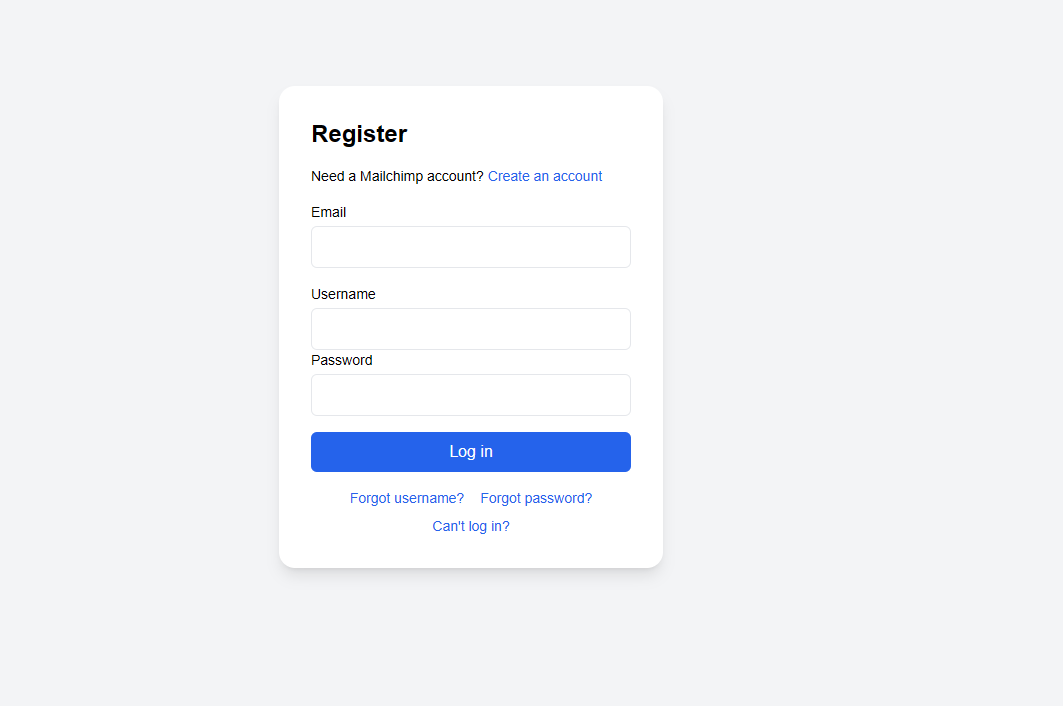 Register
Need a Mailchimp account? Create an account
Email
Username
Password
Log in
Forgot username? Forgot password?
Can't log in?